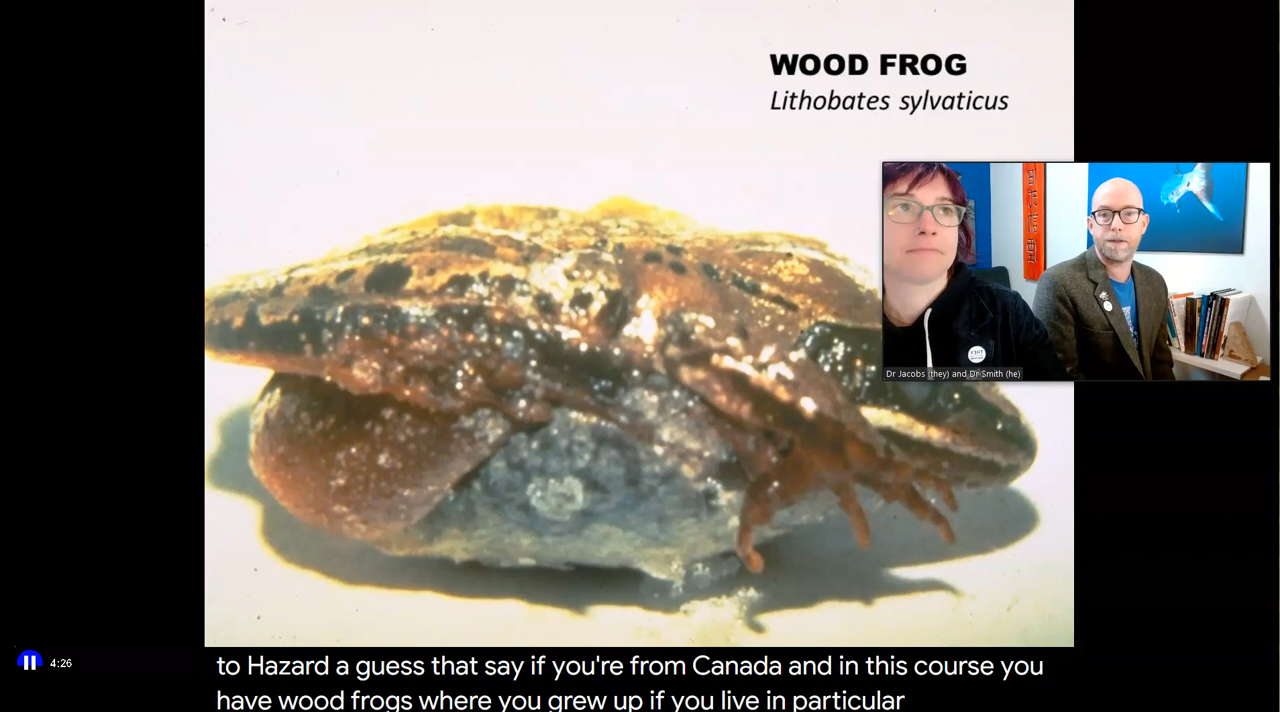 WOOD FROG
Lithobates sylvaticus
Dr Jacobs (they) and Dr Smith (he)
4:26
to Hazard a guess that say if you're from Canada and in this course you
have wood frogs where you grew up if you live in particular